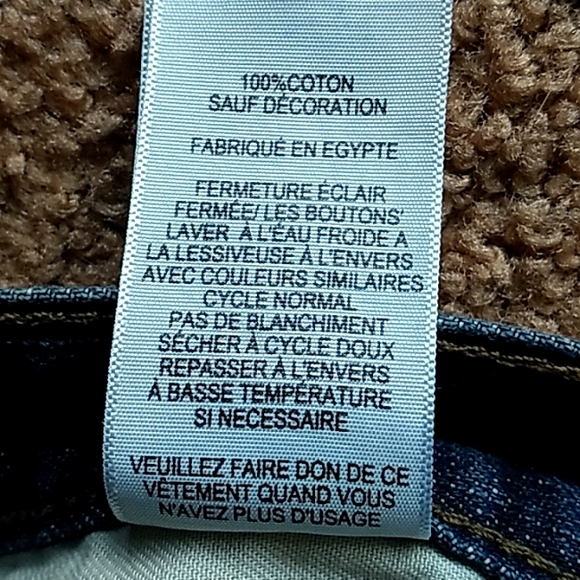 100%COTON
SAUF DÉCORATION
FABRIQUÉ EN EGYPTE
FERMETURE ÉCLAIR
FERMÉE/ LES BOUTONS'
LAVER À L'ÉAU FROIDE A
LA LESSIVEUSE À L'ENVERS
AVEC COULEURS SIMILAIRES
CYCLE NORMAL
PAS DE BLANCHIMENT
SÉCHER À CYCLE DOUX
REPASSER À L'ENVERS
À BASSE TEMPÉRATURE
SI NECESSAIRE
VEUILLEZ FAIRE DON DE CE
VÊTEMENT QUAND VOUS
N'AVEZ PLUS D'USAGE